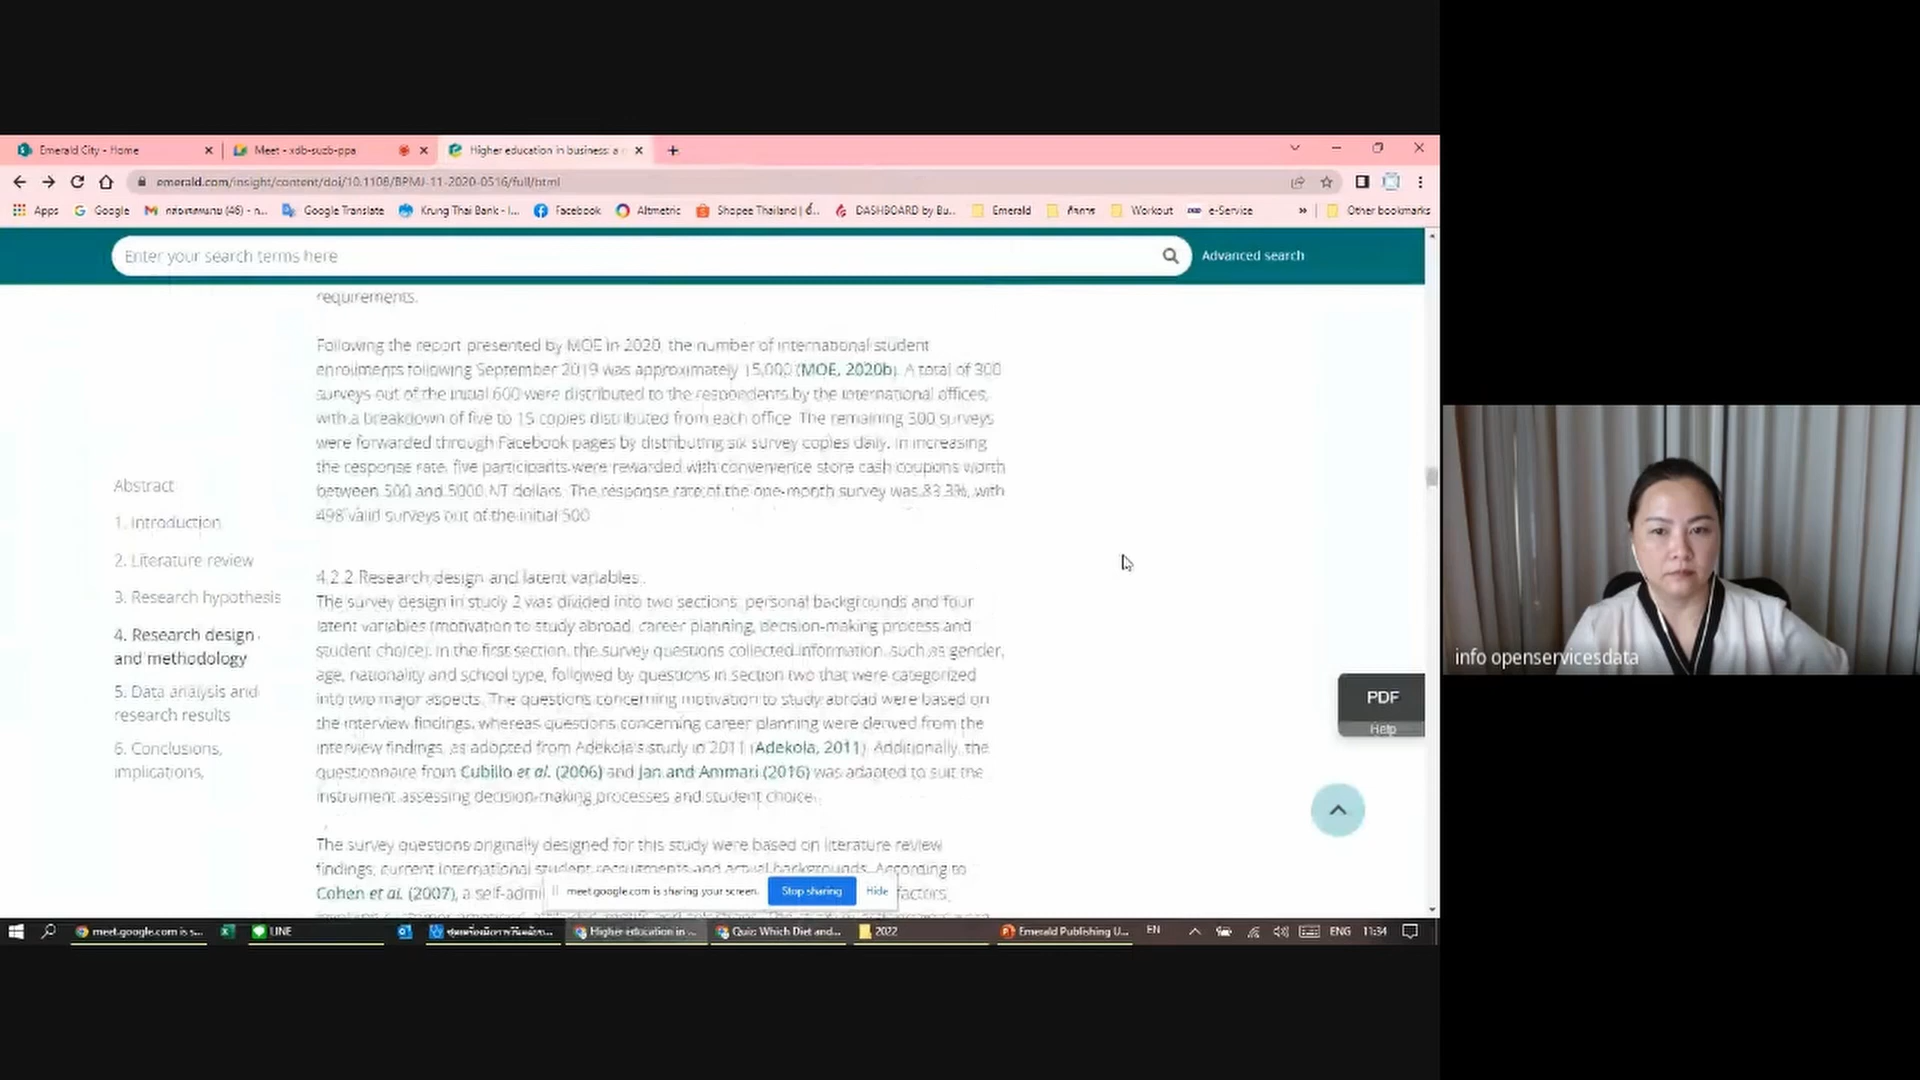 Emerald City - Home
Meet - xdb-suzb-ppa
Higher education in business: a
emerald.com/insight/content/doi/10.1108/BPMJ-11-2020-0516/full/html
Apps Google (46) Google Translate Krung Thai Bank - I... Facebook Altmetric Shopee Thailand | DASHBOARD by Bu... Emerald Workout e-Service » Other bookmarks
Enter your search terms here
Advanced search
requirements.
Following the report presented by MOE in 2020, the number of international student
enrollments following September 2019 was approximately 15,000 (MOE, 2020b). A total of 300
surveys out of the initial 600 were distributed to the respondents by the international offices,
with a breakdown of five to 15 copies distributed from each office. The remaining 300 surveys
were forwarded through Facebook pages by distributing six survey copies daily. In increasing
the response rate, five participants were rewarded with convenience store cash coupons worth
between 500 and 5000 NT dollars. The response rate of the one-month survey was 83.3%, with
498 valid surveys out of the initial 500
4.2.2 Research design and latent variables.
The survey design in study 2 was divided into two sections, personal backgrounds and four
latent variables (motivation to study abroad, career planning, decision-making process and
student choice). In the first section, the survey questions collected information, such as gender,
age, nationality and school type, followed by questions in section two that were categorized
into two major aspects. The questions concerning motivation to study abroad were based on
the interview findings, whereas questions concerning career planning were derived from the
interview findings, as adopted from Adekola's study in 2011 (Adekola, 2011). Additionally, the
questionnaire from Cubillo et al. (2006) and Jan and Ammari (2016) was adapted to suit the
instrument assessing decision-making processes and student choice.
The survey questions originally designed for this study were based on literature review
findings, current international student recruitments and actual backgrounds. According to
Cohen et al. (2007), a self-admi factors,
Abstract
1. Introduction
2. Literature review
3. Research hypothesis
4. Research design
and methodology
5. Data analysis and
research results
6. Conclusions,
implications,
PDF
Help
meet.google.com is sharing your screen.
Stop sharing
Hide
meet.google.com is s...
LINE
Higher education in ...
Quiz: Which Diet and...
2022
Emerald Publishing U...
EN
ENG
11:34
info openservicesdata